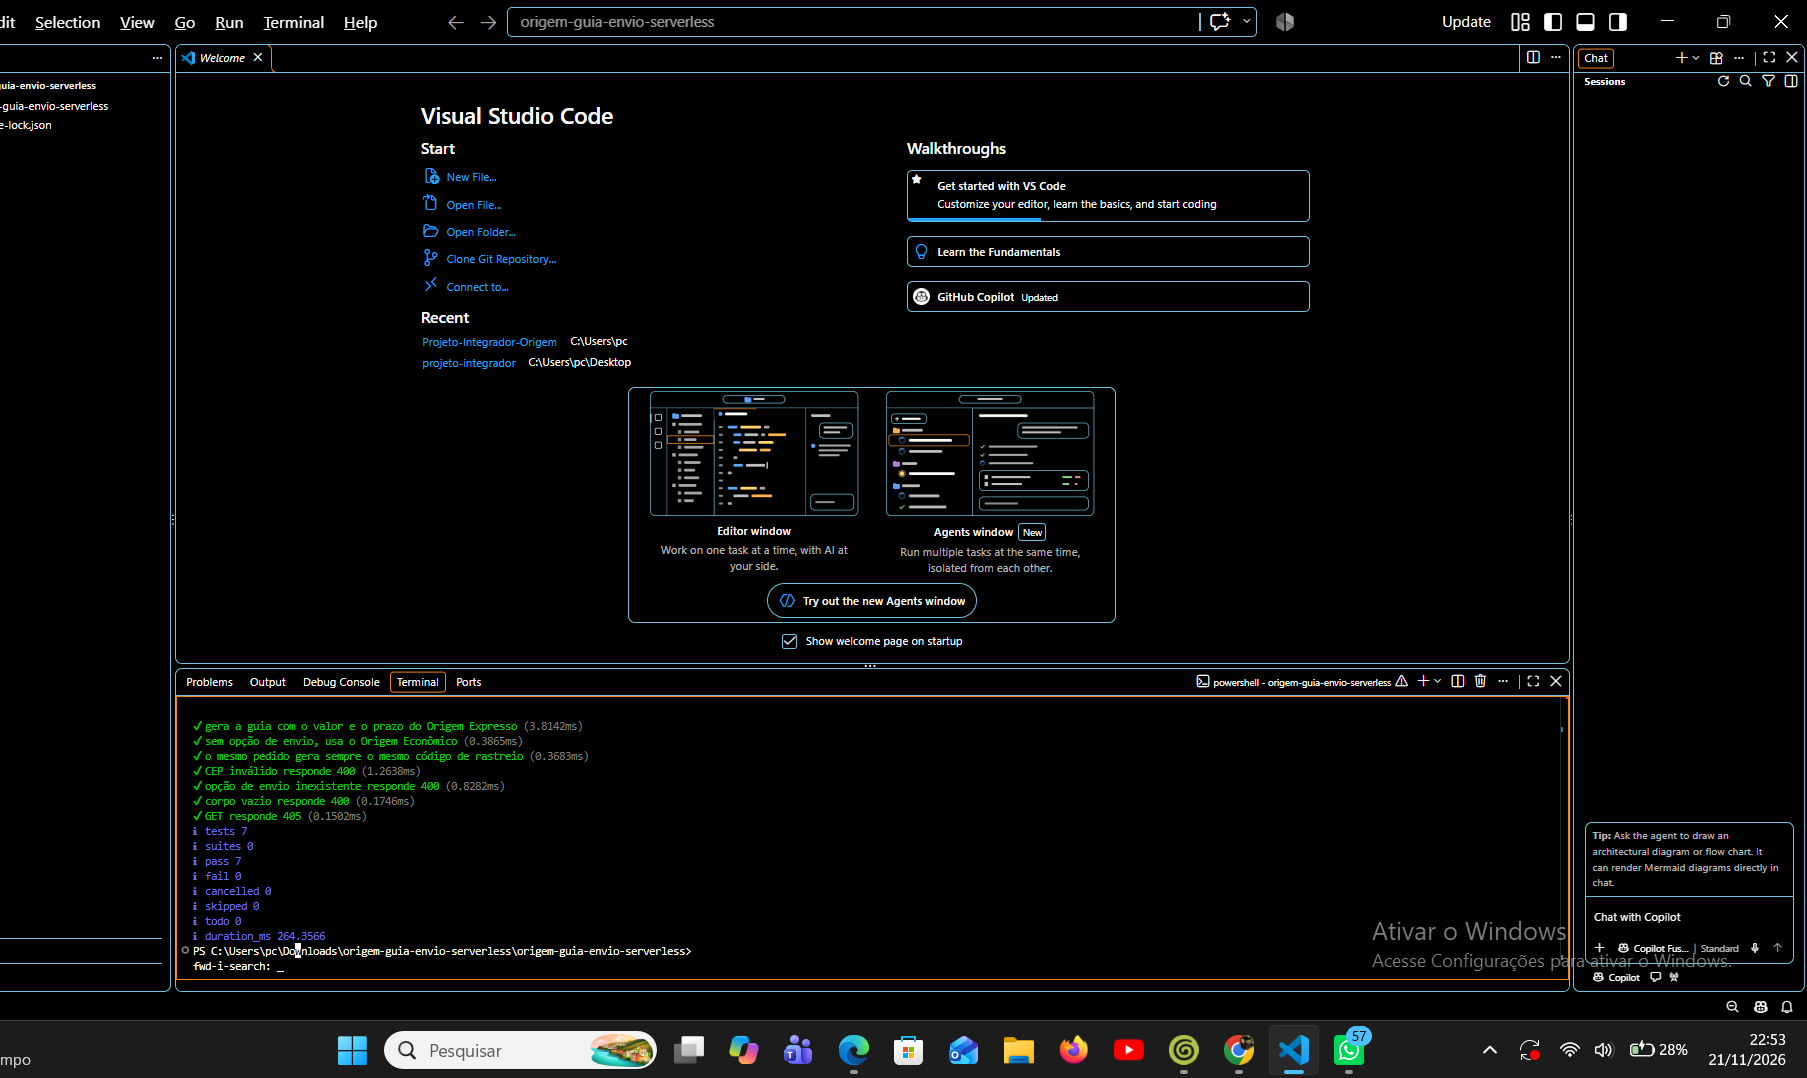 dit Selection View Go Run Terminal Help origem-guia-envio-serverless Update
Welcome
Chat
Sessions
uia-envio-serverless
-guia-envio-serverless
e-lock.json
Visual Studio Code
Start
New File...
Open File...
Open Folder...
Clone Git Repository...
Connect to...
Recent
Projeto-Integrador-Origem C:\Users\pc
projeto-integrador C:\Users\pc\Desktop
Walkthroughs
Get started with VS Code
Customize your editor, learn the basics, and start coding
Learn the Fundamentals
GitHub Copilot Updated
Editor window
Work on one task at a time, with AI at
your side.
Agents window New
Run multiple tasks at the same time,
isolated from each other.
Try out the new Agents window
Show welcome page on startup
Problems Output Debug Console Terminal Ports powershell - origem-guia-envio-serverless
✓ gera a guia com o valor e o prazo do Origem Expresso (3.8142ms)
✓ sem opção de envio, usa o Origem Econômico (0.3865ms)
✓ o mesmo pedido gera sempre o mesmo código de rastreio (0.3683ms)
✓ CEP inválido responde 400 (1.2638ms)
✓ opção de envio inexistente responde 400 (0.8282ms)
✓ corpo vazio responde 400 (0.1746ms)
✓ GET responde 405 (0.1502ms)
ℹ tests 7
ℹ suites 0
ℹ pass 7
ℹ fail 0
ℹ cancelled 0
ℹ skipped 0
ℹ todo 0
ℹ duration_ms 264.3566
PS C:\Users\pc\Downloads\origem-guia-envio-serverless\origem-guia-envio-serverless>
fwd-i-search: _
Tip: Ask the agent to draw an
architectural diagram or flow chart. It
can render Mermaid diagrams directly in
chat.
Chat with Copilot
Copilot Fus... Standard
Copilot
Ativar o Windows
Acesse Configurações para ativar o Windows.
mpo
Pesquisar
57
28%
22:53
21/11/2026